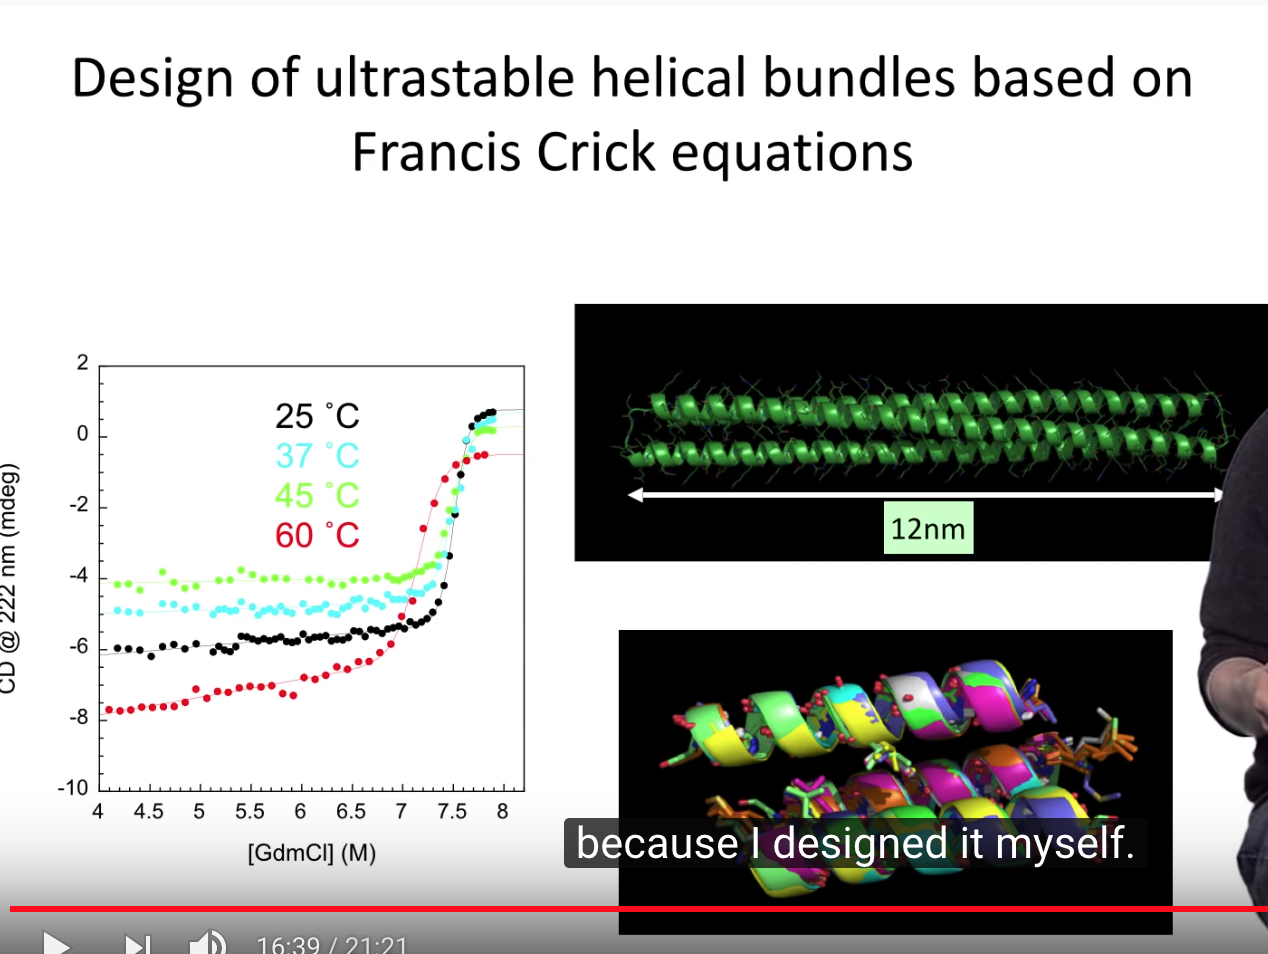 Design of ultrastable helical bundles based on
Francis Crick equations
2
0
-2
-4
-6
-8
-10
CD @ 222 nm (mdeg)
25 °C
37 °C
45 °C
60 °C
4 4.5 5 5.5 6 6.5 7 7.5 8
[GdmCl] (M)
12nm
because I designed it myself.
16:39 / 21:21